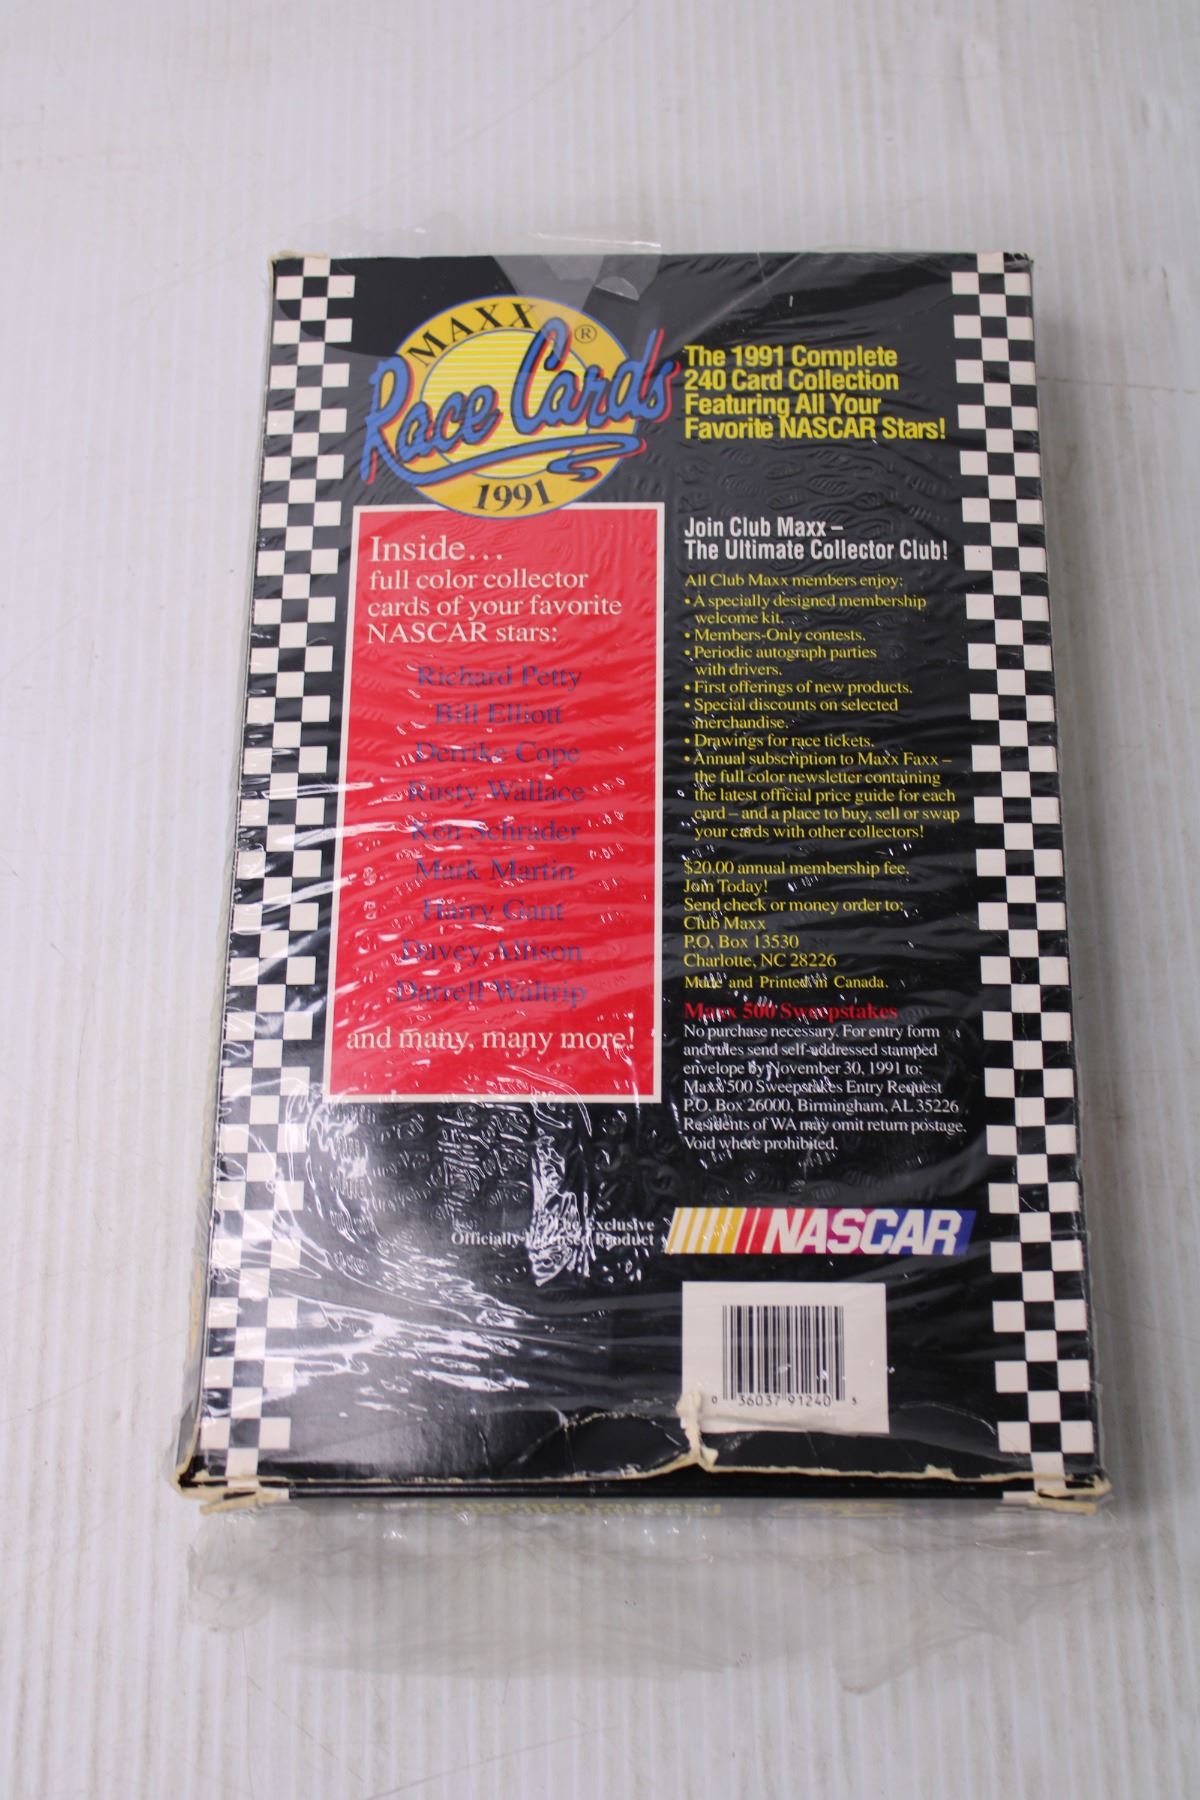 MAXX
Race Cards
®
1991
The 1991 Complete
240 Card Collection
Featuring All Your
Favorite NASCAR Stars!
Inside...
full color collector
cards of your favorite
NASCAR stars:
Richard Petty
Bill Elliott
Derrike Cope
Rusty Wallace
Ken Schrader
Mark Martin
Harry Gant
Davey Allison
Darrell Waltrip
and many, many more!
Join Club Maxx –
The Ultimate Collector Club!
All Club Maxx members enjoy:
• A specially designed membership
welcome kit.
• Members-Only contests.
• Periodic autograph parties
with drivers.
• First offerings of new products.
• Special discounts on selected
merchandise.
• Drawings for race tickets.
• Annual subscription to Maxx Faxx –
the full color newsletter containing
the latest official price guide for each
card – and a place to buy, sell or swap
your cards with other collectors!
$20.00 annual membership fee.
Join Today!
Send check or money order to:
Club Maxx
P.O. Box 13530
Charlotte, NC 28226
Made and Printed in Canada.
Maxx 500 Sweepstakes
No purchase necessary. For entry form
and rules send self-addressed stamped
envelope by November 30, 1991 to:
Maxx 500 Sweepstakes Entry Request
P.O. Box 26000, Birmingham, AL 35226
Residents of WA may omit return postage.
Void where prohibited.
The Exclusive
Officially Licensed Product
NASCAR
0 36037 91240 5